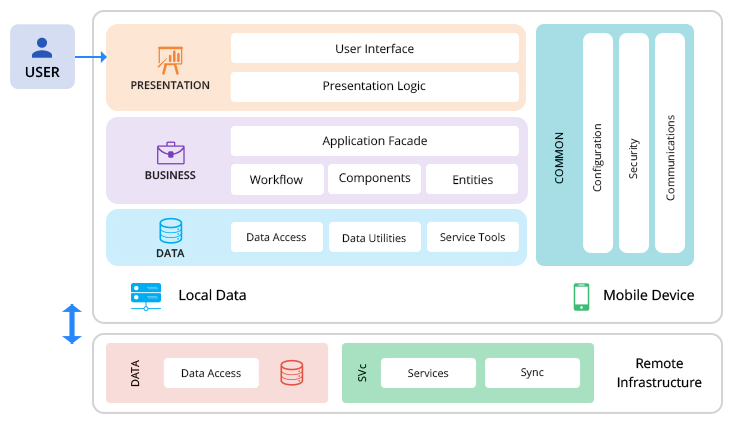 USER
PRESENTATION
User Interface
Presentation Logic
BUSINESS
Application Facade
Workflow
Components
Entities
DATA
Data Access
Data Utilities
Service Tools
COMMON
Configuration
Security
Communications
Local Data
Mobile Device
DATA
Data Access
SVc
Services
Sync
Remote
Infrastructure